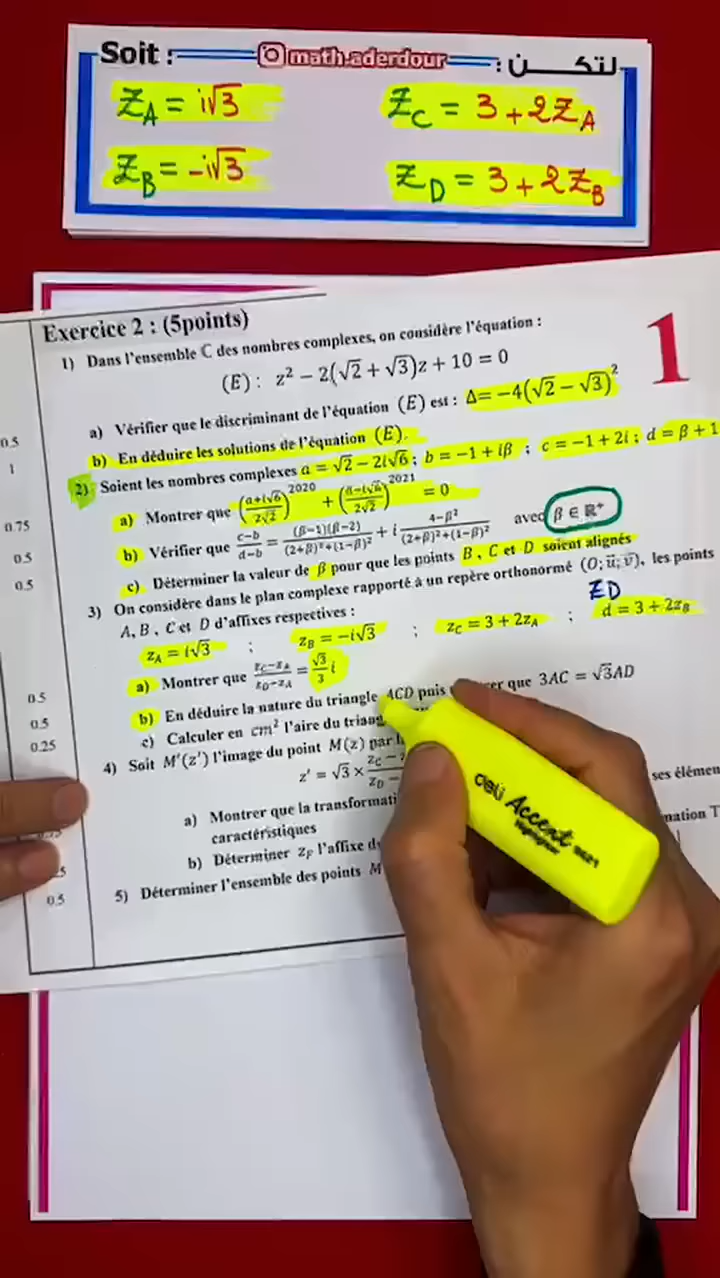 Soit :
math.aderdour
لتكن :
Z_A = i√3
Z_C = 3 + 2Z_A
Z_B = -i√3
Z_D = 3 + 2Z_B
Exercice 2 : (5points)
1
1) Dans l'ensemble ℂ des nombres complexes, on considère l'équation :
(E) : z² − 2(√2 + √3)z + 10 = 0
0.5 a) Vérifier que le discriminant de l'équation (E) est : Δ= −4(√2 − √3)²
1 b) En déduire les solutions de l'équation (E).
2) Soient les nombres complexes a = √2 − 2i√6 ; b = −1 + iβ ; c = −1 + 2i ; d = β + 1
0.75 a) Montrer que ((a+i√6)/(2√2))^2020 + ((a−i√6)/(2√2))^2021 = 0
0.5 b) Vérifier que (c−b)/(d−b) = (β−1)(β−2)/((2+β)²+(1−β)²) + i (4−β²)/((2+β)²+(1−β)²) avec β ∈ ℝ⁺
0.5 c) Déterminer la valeur de β pour que les points B , C et D soient alignés
3) On considère dans le plan complexe rapporté à un repère orthonormé (O; u⃗; v⃗), les points
A, B , C et D d'affixes respectives :
ZD
z_A = i√3 ; z_B = −i√3 ; z_C = 3 + 2z_A ; d = 3 + 2z_B
0.5 a) Montrer que (z_C−z_A)/(z_D−z_A) = (√3/3) i
0.5 b) En déduire la nature du triangle ACD puis que 3AC = √3AD
0.25 c) Calculer en cm² l'aire du
4) Soit M'(z') l'image du point M(z) par
z' = √3 ×
a) Montrer que la
ses
caractéristiques
b) Déterminer z_F l'affixe
T
0.5 5) Déterminer l'ensemble des points M
deli Accent
Highlighter